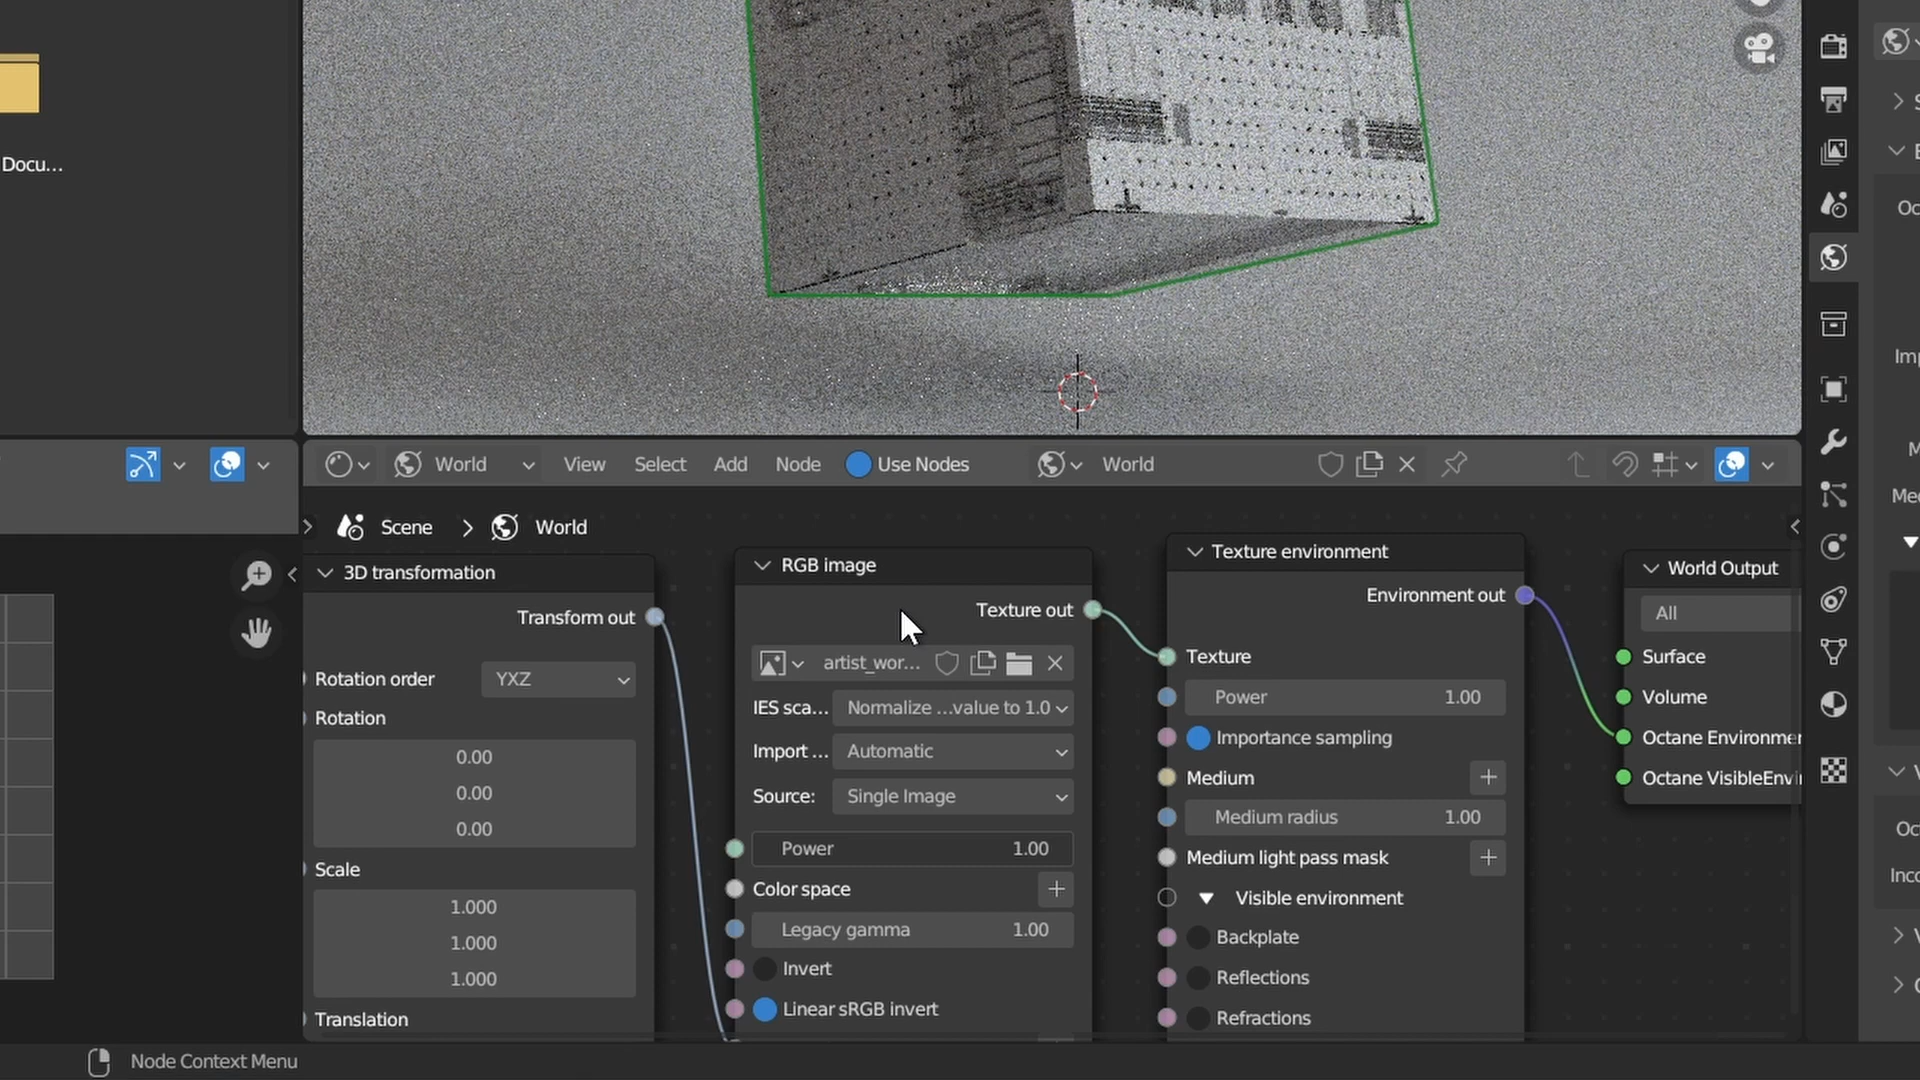 Docu...
World
View
Select
Add
Node
Use Nodes
World
Scene
World
3D transformation
Transform out
Rotation order
YXZ
Rotation
0.00
0.00
0.00
Scale
1.000
1.000
1.000
Translation
RGB image
Texture out
artist_wor...
IES sca...
Normalize ...value to 1.0
Import ...
Automatic
Source:
Single Image
Power 1.00
Color space
Legacy gamma 1.00
Invert
Linear sRGB invert
Texture environment
Environment out
Texture
Power 1.00
Importance sampling
Medium
Medium radius 1.00
Medium light pass mask
Visible environment
Backplate
Reflections
Refractions
World Output
All
Surface
Volume
Octane Environme
Octane VisibleEnvi
Oc
Imp
M
Me
Oc
Inc
Node Context Menu